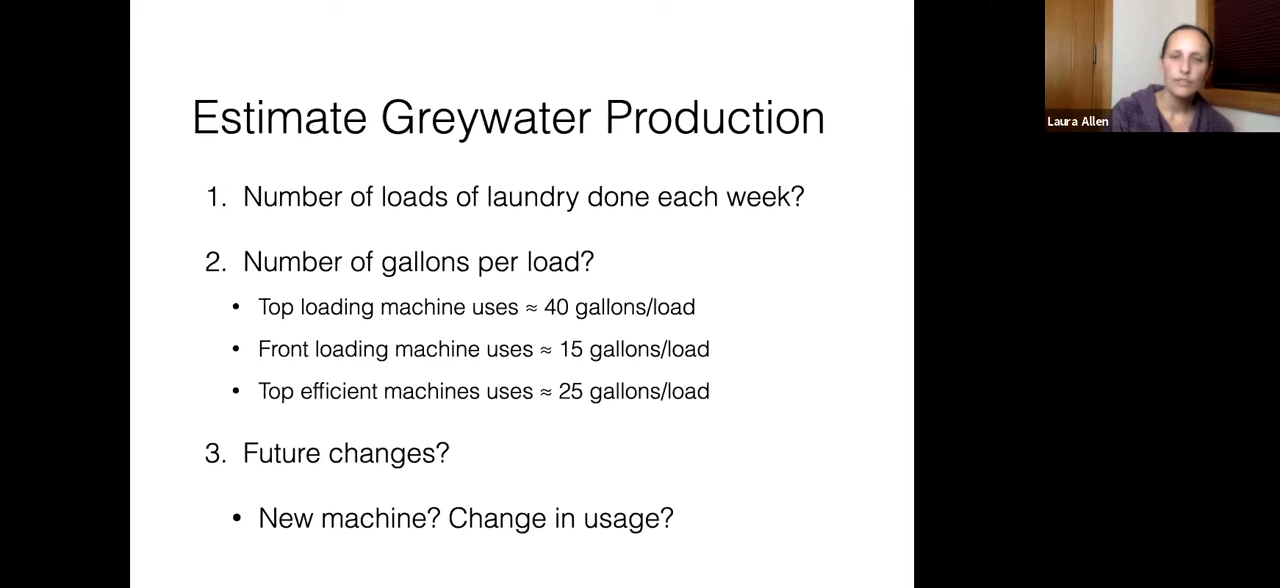 Estimate Greywater Production
1. Number of loads of laundry done each week?
2. Number of gallons per load?
• Top loading machine uses ≈ 40 gallons/load
• Front loading machine uses ≈ 15 gallons/load
• Top efficient machines uses ≈ 25 gallons/load
3. Future changes?
• New machine? Change in usage?
Laura Allen